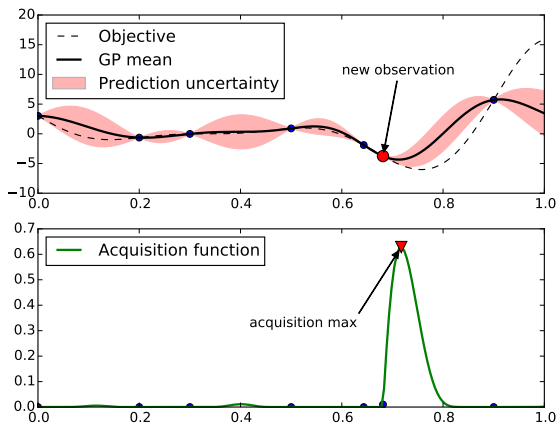 20
15
10
5
0
−5
−10
Objective
GP mean
Prediction uncertainty
new observation
0.0 0.2 0.4 0.6 0.8 1.0
0.7
0.6
0.5
0.4
0.3
0.2
0.1
0.0
Acquisition function
acquisition max
0.0 0.2 0.4 0.6 0.8 1.0